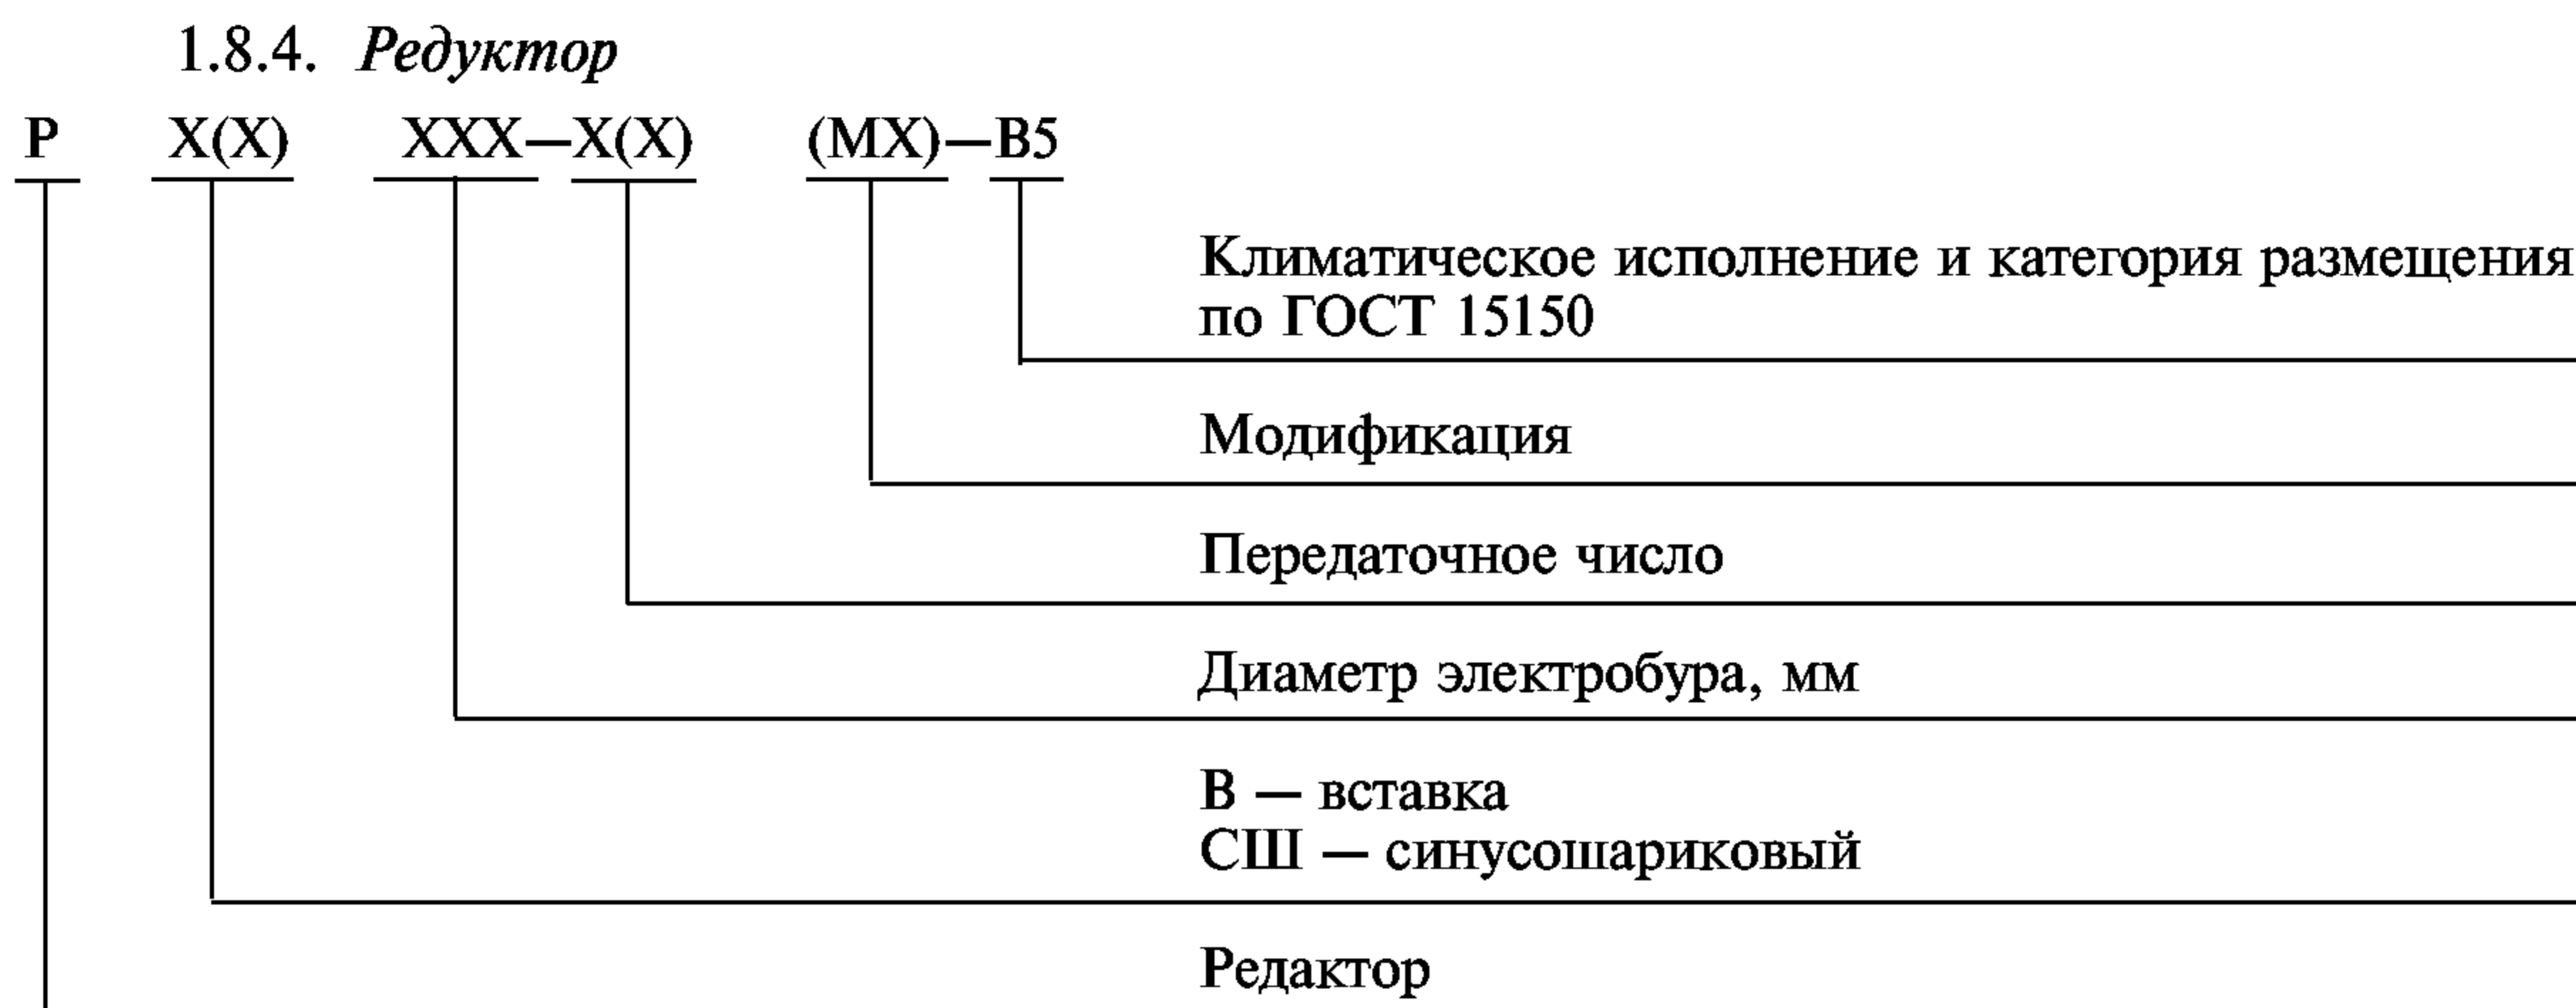 1.8.4. Редуктор
Р Х(Х) ХХХ—Х(Х) (МХ)—В5
Климатическое исполнение и категория размещения
по ГОСТ 15150
Модификация
Передаточное число
Диаметр электробура, мм
В — вставка
СШ — синусошариковый
Редактор